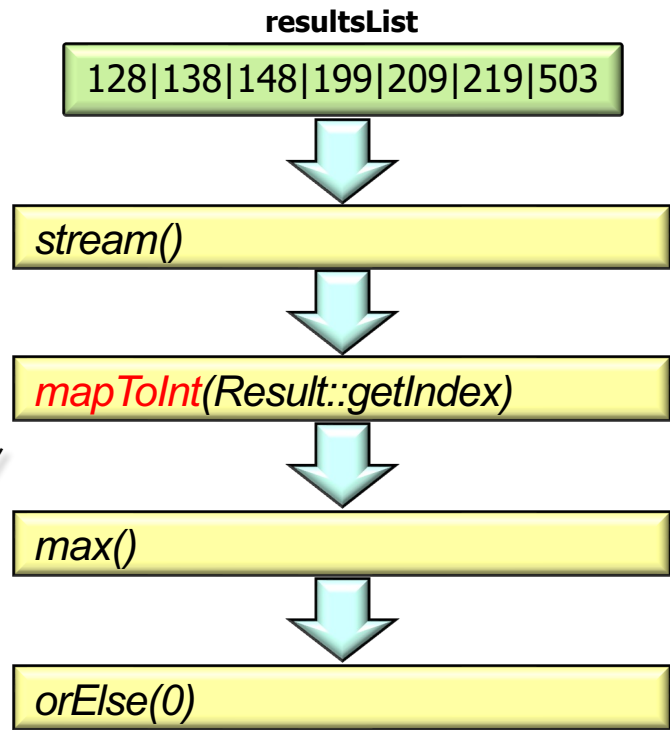 resultsList
128|138|148|199|209|219|503
stream()
mapToInt(Result::getIndex)
max()
orElse(0)